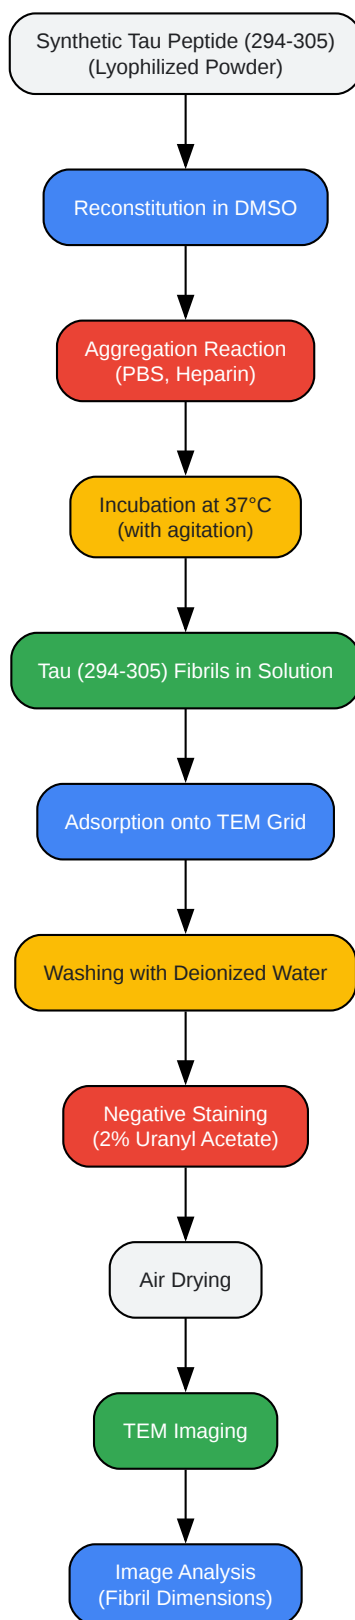 Synthetic Tau Peptide (294-305)
(Lyophilized Powder)
Reconstitution in DMSO
Aggregation Reaction
(PBS, Heparin)
Incubation at 37°C
(with agitation)
Tau (294-305) Fibrils in Solution
Adsorption onto TEM Grid
Washing with Deionized Water
Negative Staining
(2% Uranyl Acetate)
Air Drying
TEM Imaging
Image Analysis
(Fibril Dimensions)